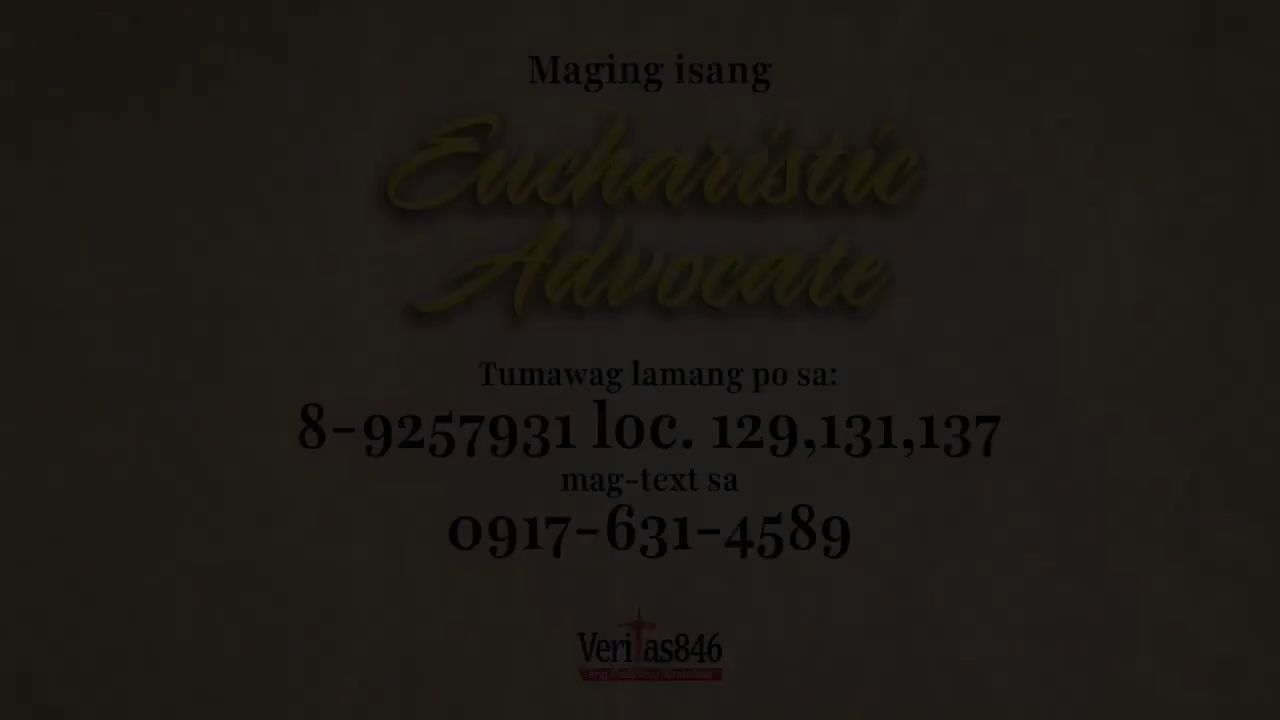 Maging isang
Eucharistic
Advocate
Tumawag lamang po sa:
8-9257931 loc. 129,131,137
mag-text sa
0917-631-4589
Veritas846